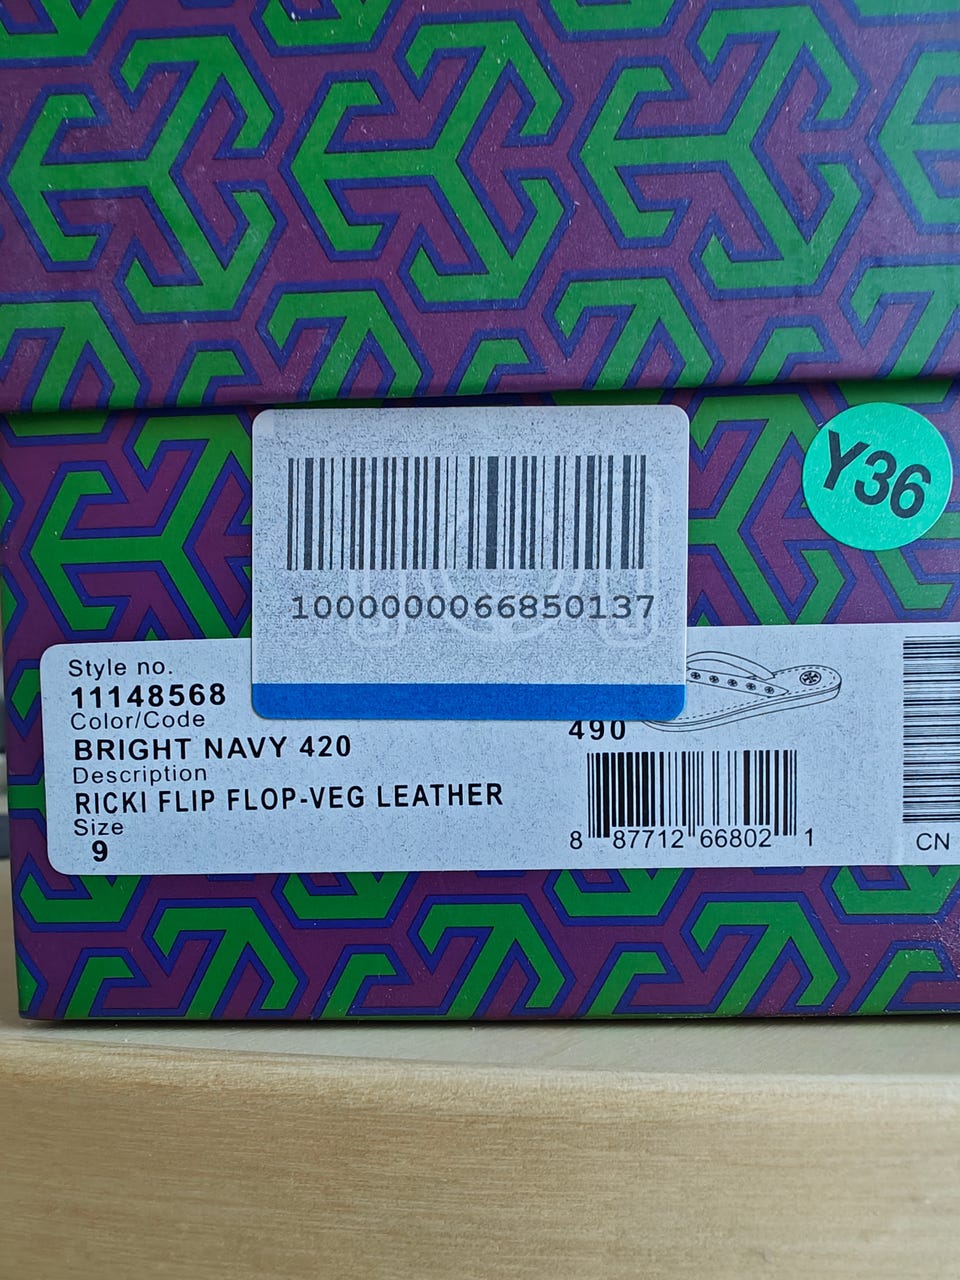 Y36
1000000066850137
Style no.
11148568
Color/Code
BRIGHT NAVY 420
490
Description
RICKI FLIP FLOP-VEG LEATHER
Size
9
8 87712 66802 1
CN